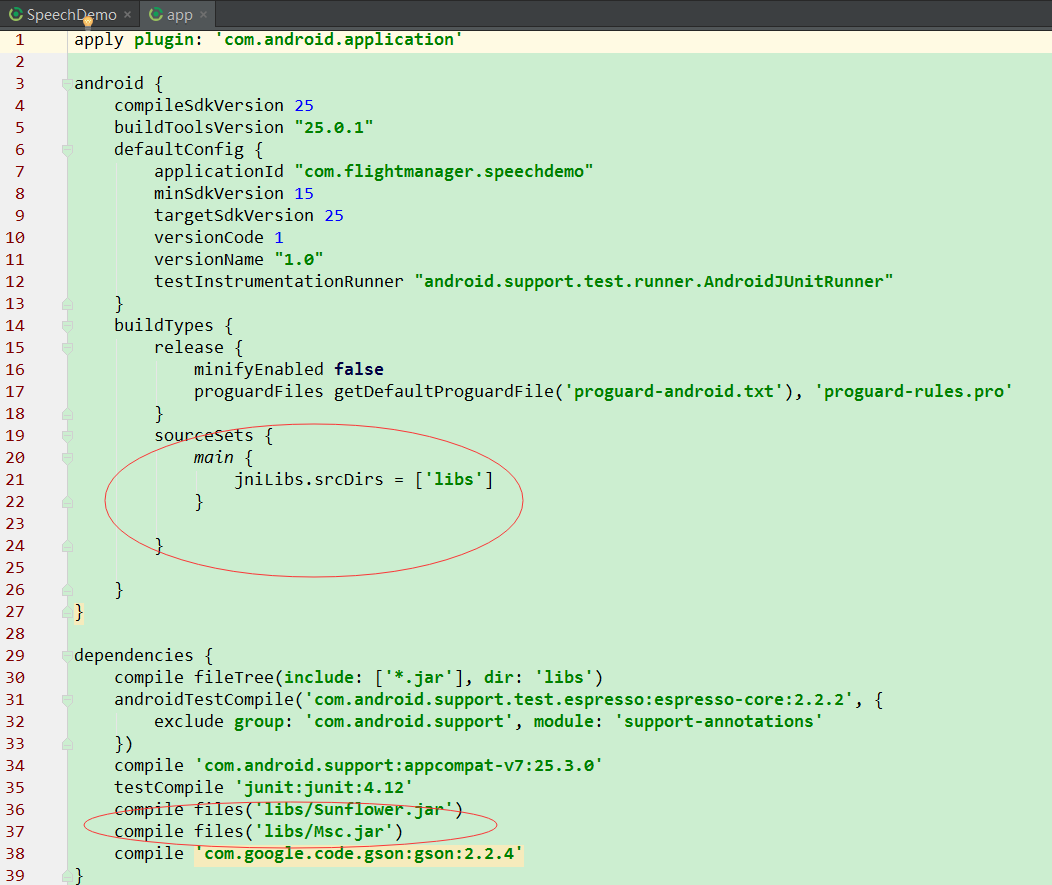 SpeechDemo × app ×
1 apply plugin: 'com.android.application'
2
3 android {
4     compileSdkVersion 25
5     buildToolsVersion "25.0.1"
6     defaultConfig {
7         applicationId "com.flightmanager.speechdemo"
8         minSdkVersion 15
9         targetSdkVersion 25
10         versionCode 1
11         versionName "1.0"
12         testInstrumentationRunner "android.support.test.runner.AndroidJUnitRunner"
13     }
14     buildTypes {
15         release {
16             minifyEnabled false
17             proguardFiles getDefaultProguardFile('proguard-android.txt'), 'proguard-rules.pro'
18         }
19         sourceSets {
20             main {
21                 jniLibs.srcDirs = ['libs']
22             }
23
24         }
25
26     }
27 }
28
29 dependencies {
30     compile fileTree(include: ['*.jar'], dir: 'libs')
31     androidTestCompile('com.android.support.test.espresso:espresso-core:2.2.2', {
32         exclude group: 'com.android.support', module: 'support-annotations'
33     })
34     compile 'com.android.support:appcompat-v7:25.3.0'
35     testCompile 'junit:junit:4.12'
36     compile files('libs/Sunflower.jar')
37     compile files('libs/Msc.jar')
38     compile 'com.google.code.gson:gson:2.2.4'
39 }